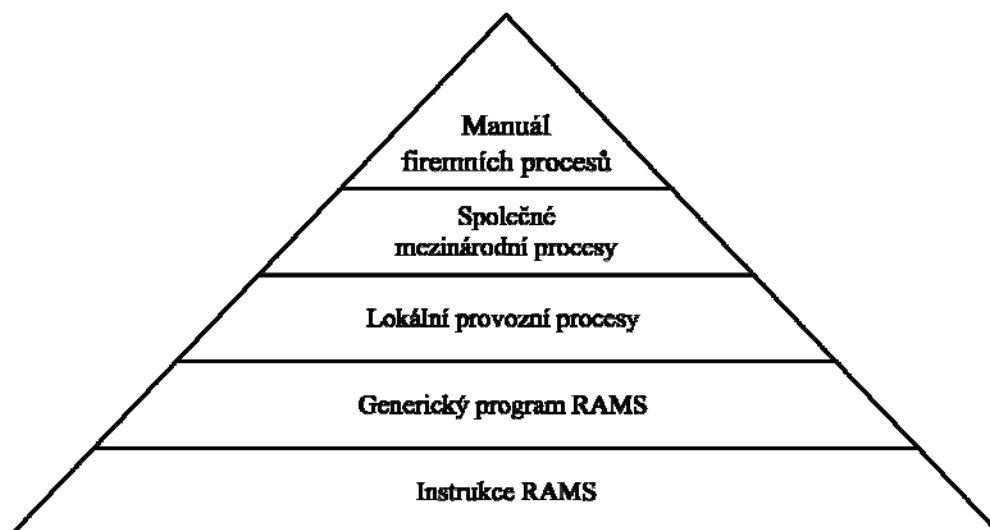 Manuál
firemních procesů
Společné
mezinárodní procesy
Lokální provozní procesy
Generický program RAMS
Instrukce RAMS